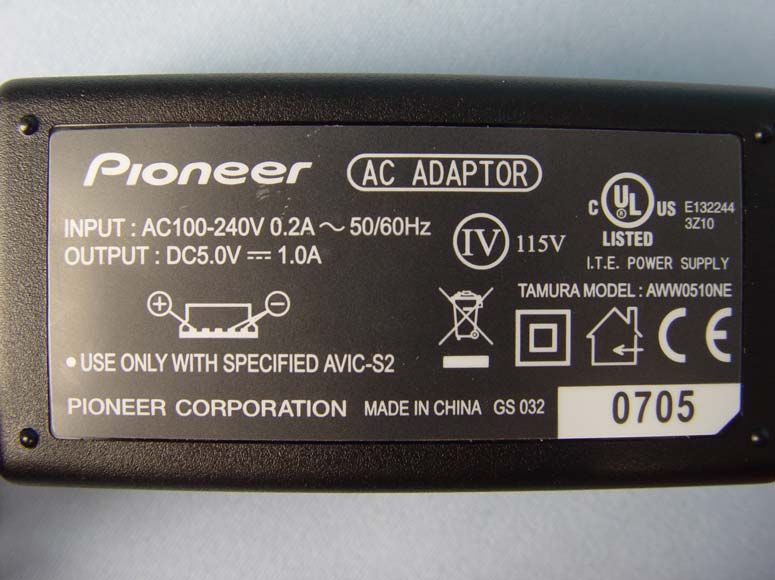 Pioneer AC ADAPTOR
INPUT : AC100-240V 0.2A ~ 50/60Hz
OUTPUT : DC5.0V ⎓ 1.0A
IV 115V
C UL US E132244
® 3Z10
LISTED
I.T.E. POWER SUPPLY
TAMURA MODEL : AWW0510NE
+ -
CE
• USE ONLY WITH SPECIFIED AVIC-S2
PIONEER CORPORATION MADE IN CHINA GS 032 0705